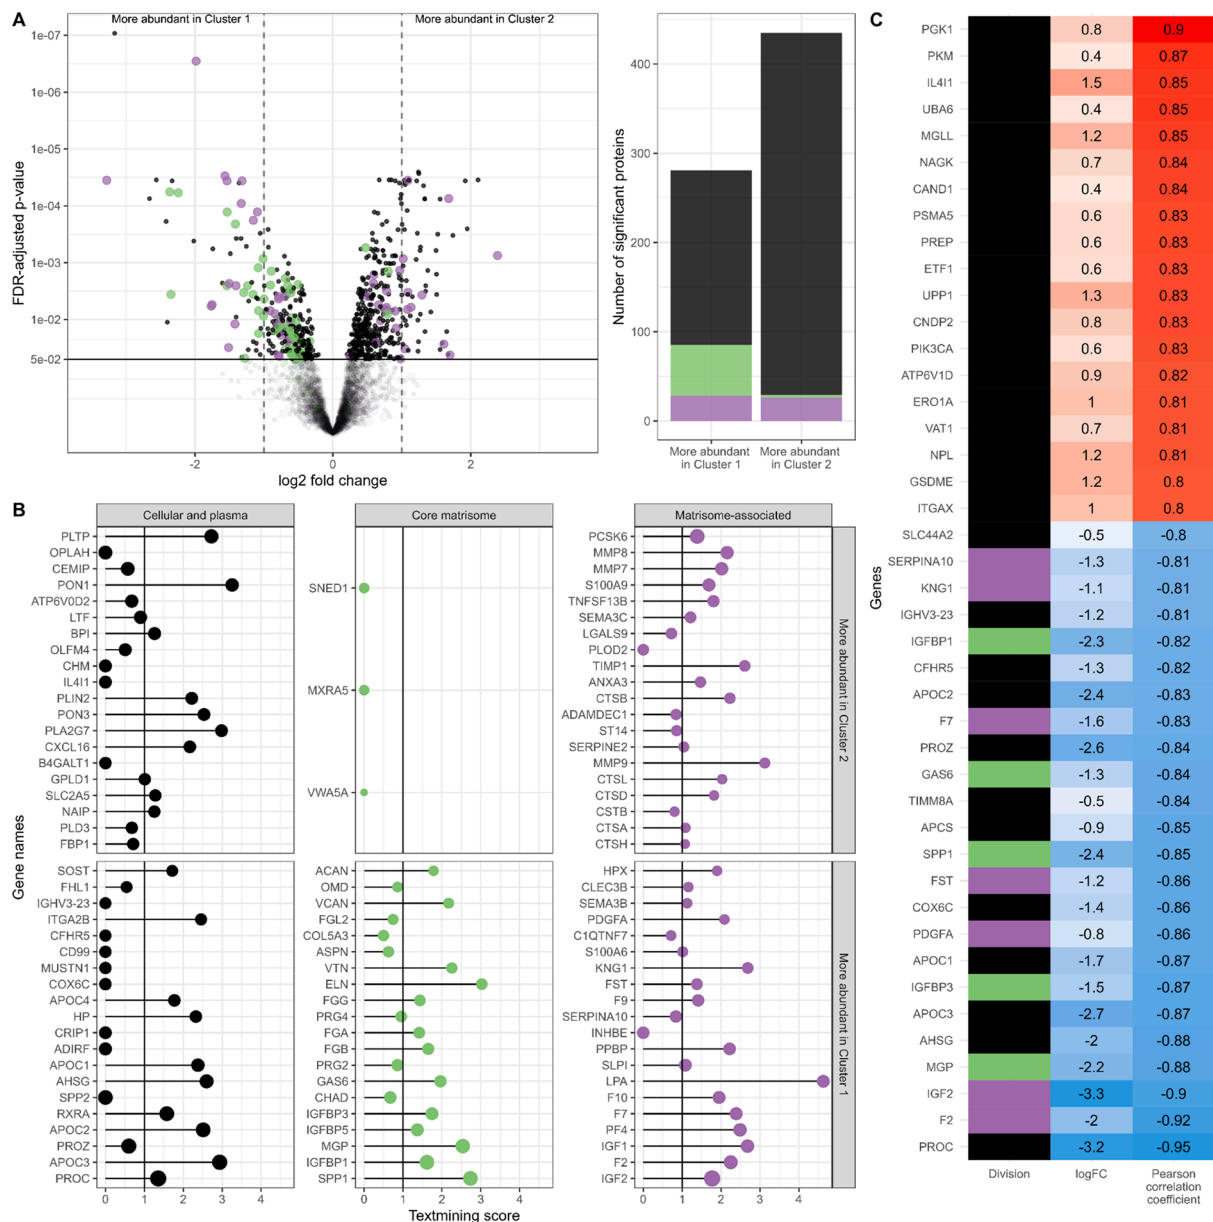 A
More abundant in Cluster 1
More abundant in Cluster 2
FDR-adjusted p-value
1e-07
1e-06
1e-05
1e-04
1e-03
1e-02
5e-02
-2
0
2
log2 fold change
Number of significant proteins
400
300
200
100
0
More abundant
in Cluster 1
More abundant
in Cluster 2
B
Gene names
Cellular and plasma
Core matrisome
Matrisome-associated
PLTP
OPLAH
CEMIP
PON1
ATP6V0D2
LTF
BPI
OLFM4
CHM
IL4I1
PLIN2
PON3
PLA2G7
CXCL16
B4GALT1
GPLD1
SLC2A5
NAIP
PLD3
FBP1
SNED1
MXRA5
VWA5A
PCSK6
MMP8
MMP7
S100A9
TNFSF13B
SEMA3C
LGALS9
PLOD2
TIMP1
ANXA3
CTSB
ADAMDEC1
ST14
SERPINE2
MMP9
CTSL
CTSD
CSTB
CTSA
CTSH
More abundant in Cluster 2
SOST
FHL1
IGHV3-23
ITGA2B
CFHR5
CD99
MUSTN1
COX6C
APOC4
HP
CRIP1
ADIRF
APOC1
AHSG
SPP2
RXRA
APOC2
PROZ
APOC3
PROC
ACAN
OMD
VCAN
FGL2
COL5A3
ASPN
VTN
ELN
FGG
PRG4
FGA
FGB
PRG2
GAS6
CHAD
IGFBP3
IGFBP5
MGP
IGFBP1
SPP1
HPX
CLEC3B
SEMA3B
PDGFA
C1QTNF7
S100A6
KNG1
FST
F9
SERPINA10
INHBE
PPBP
SLPI
LPA
F10
F7
PF4
IGF1
F2
IGF2
More abundant in Cluster 1
0 1 2 3 4
0 1 2 3 4
0 1 2 3 4
Textmining score
C
Genes
PGK1 0.8 0.9
PKM 0.4 0.87
IL4I1 1.5 0.85
UBA6 0.4 0.85
MGLL 1.2 0.85
NAGK 0.7 0.84
CAND1 0.4 0.84
PSMA5 0.6 0.83
PREP 0.6 0.83
ETF1 0.6 0.83
UPP1 1.3 0.83
CNDP2 0.8 0.83
PIK3CA 0.6 0.83
ATP6V1D 0.9 0.82
ERO1A 1 0.81
VAT1 0.7 0.81
NPL 1.2 0.81
GSDME 1.2 0.8
ITGAX 1 0.8
SLC44A2 -0.5 -0.8
SERPINA10 -1.3 -0.81
KNG1 -1.1 -0.81
IGHV3-23 -1.2 -0.81
IGFBP1 -2.3 -0.82
CFHR5 -1.3 -0.82
APOC2 -2.4 -0.83
F7 -1.6 -0.83
PROZ -2.6 -0.84
GAS6 -1.3 -0.84
TIMM8A -0.5 -0.84
APCS -0.9 -0.85
SPP1 -2.4 -0.85
FST -1.2 -0.86
COX6C -1.4 -0.86
PDGFA -0.8 -0.86
APOC1 -1.7 -0.87
IGFBP3 -1.5 -0.87
APOC3 -2.7 -0.87
AHSG -2 -0.88
MGP -2.2 -0.88
IGF2 -3.3 -0.9
F2 -2 -0.92
PROC -3.2 -0.95
Division
logFC
Pearson
correlation
coefficient